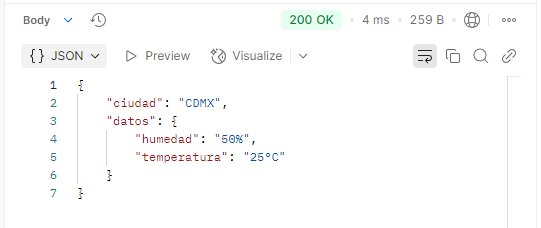 Body 200 OK • 4 ms • 259 B
{} JSON Preview Visualize
1 {
2 "ciudad": "CDMX",
3 "datos": {
4 "humedad": "50%",
5 "temperatura": "25°C"
6 }
7 }